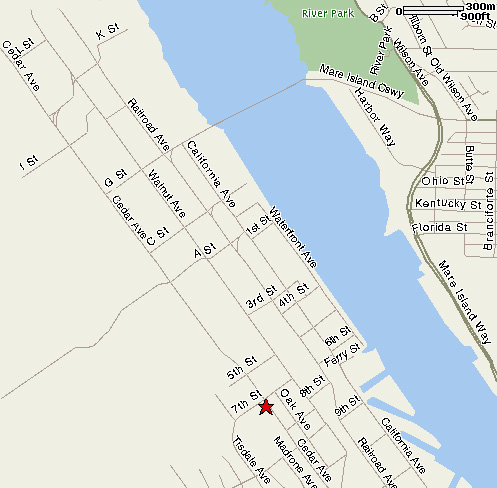 River Park
B St
0 300m
900ft
K St
L St
Cedar Ave
Wilson Ave
River Park
Wilborn St
Old Wilson Ave
Mare Island Cswy
Harbor Way
Railroad Ave
I St
G St
California Ave
Walnut Ave
Butte St
Ohio St
Kentucky St
Florida St
Branciforte St
Cedar Ave
C St
A St
1st St
Waterfront Ave
Mare Island Way
3rd St
4th St
6th St
Ferry St
5th St
7th St
8th St
Oak Ave
9th St
Tisdale Ave
Madrone Ave
Cedar Ave
Railroad Ave
California Ave